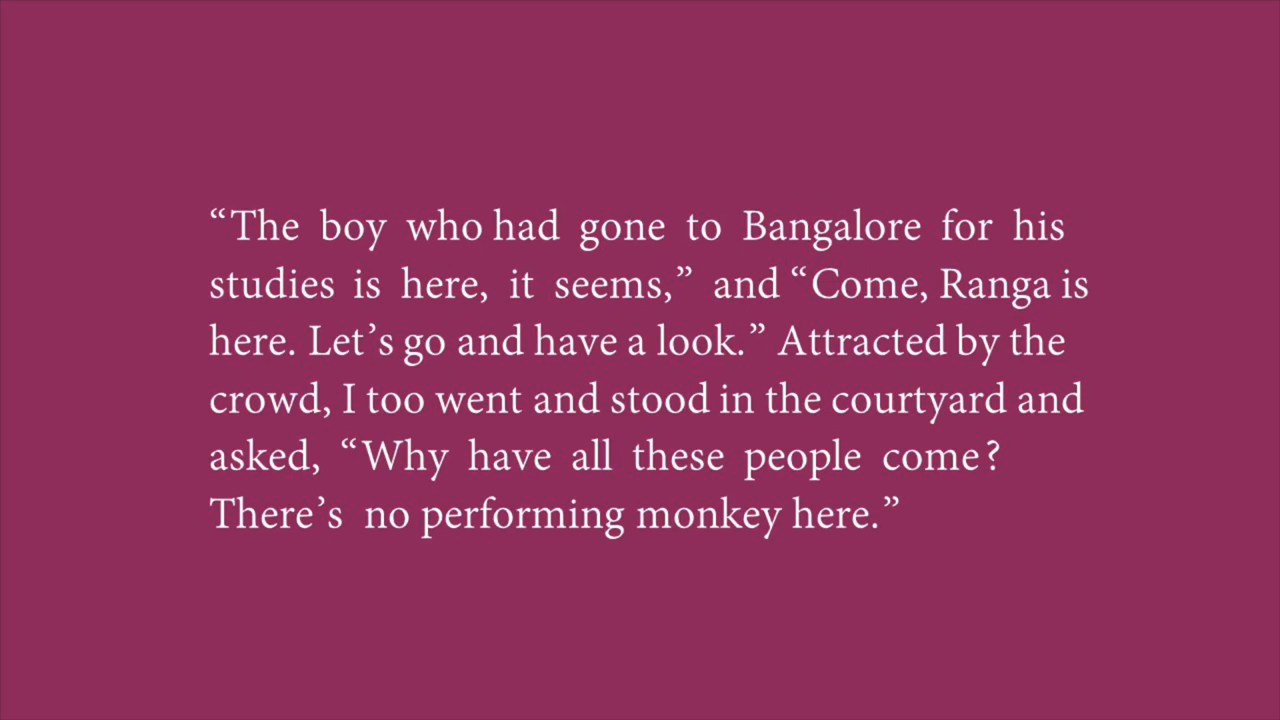 “The boy who had gone to Bangalore for his
studies is here, it seems,” and “Come, Ranga is
here. Let’s go and have a look.” Attracted by the
crowd, I too went and stood in the courtyard and
asked, “Why have all these people come?
There’s no performing monkey here.”